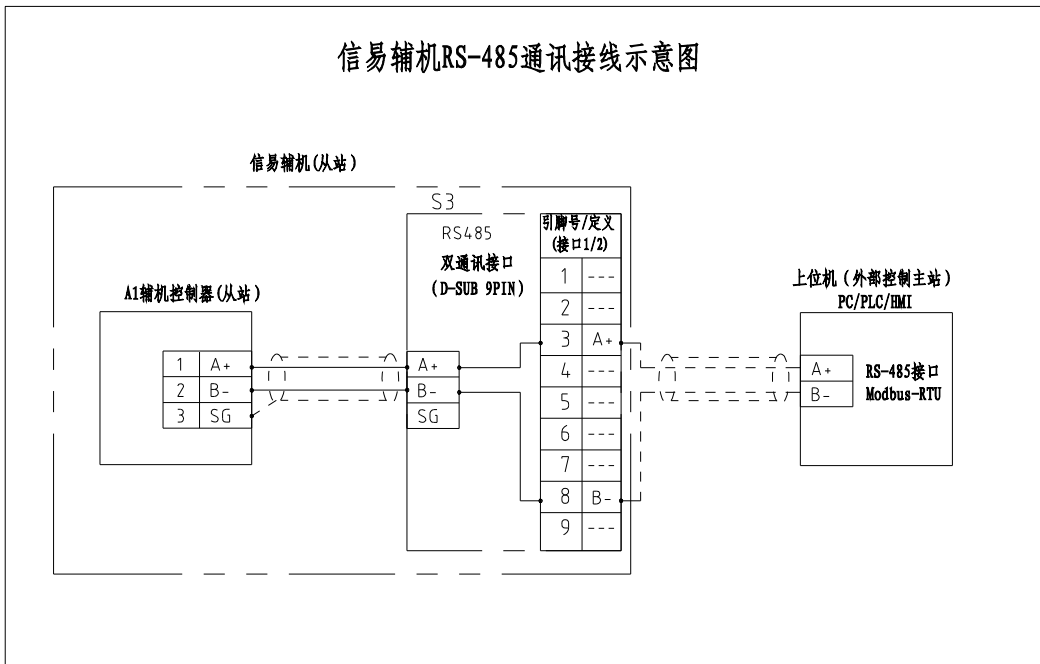 信易辅机RS-485通讯接线示意图
信易辅机(从站)
S3
RS485
双通讯接口
(D-SUB 9PIN)
引脚号/定义
(接口1/2)
1 ---
2 ---
3 A+
4 ---
5 ---
6 ---
7 ---
8 B-
9 ---
A1辅机控制器(从站)
1 A+
2 B-
3 SG
A+
B-
SG
上位机(外部控制主站)
PC/PLC/HMI
A+
B-
RS-485接口
Modbus-RTU